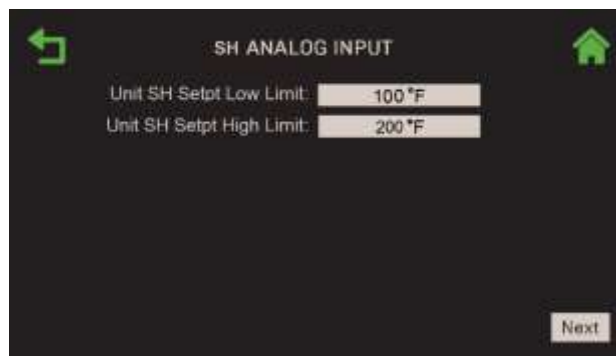 SH ANALOG INPUT
Unit SH Setpt Low Limit: 100 °F
Unit SH Setpt High Limit: 200 °F
Next